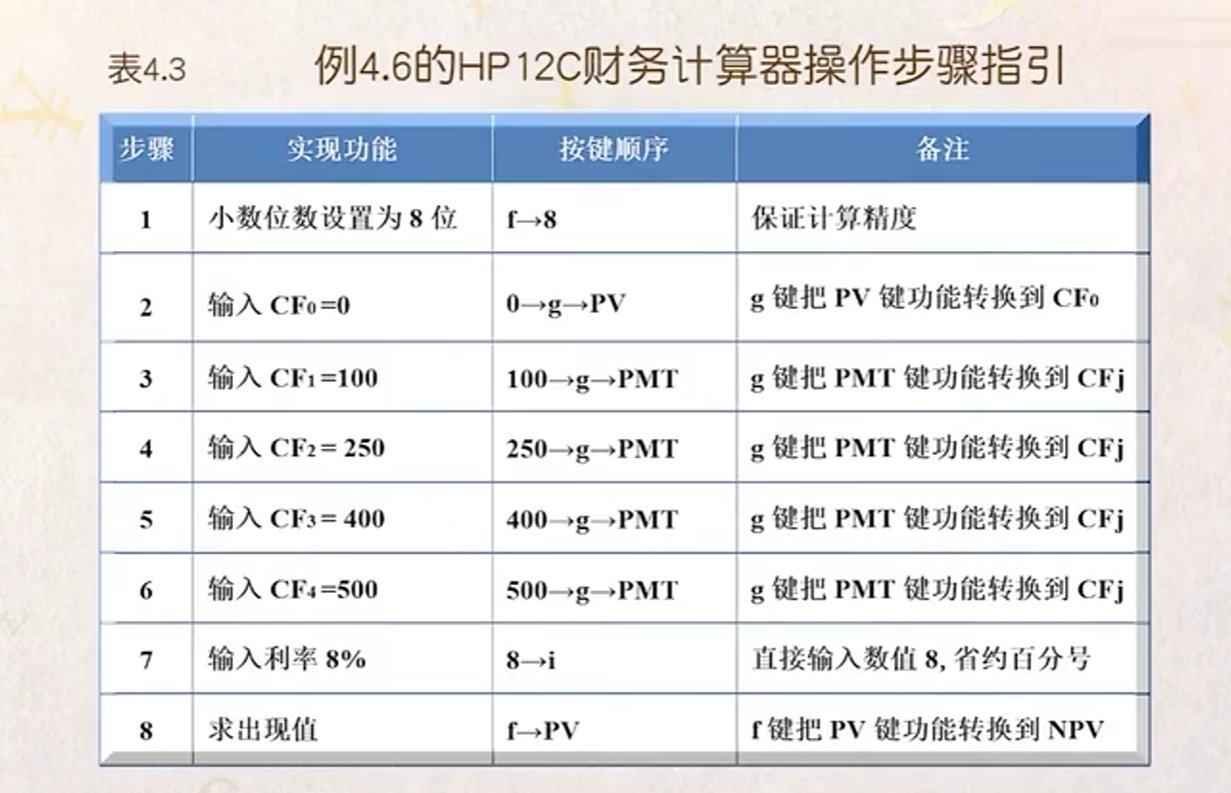 表4.3 例4.6的HP12C财务计算器操作步骤指引
步骤 实现功能 按键顺序 备注
1 小数位数设置为 8 位 f→8 保证计算精度
2 输入 CF₀=0 0→g→PV g 键把 PV 键功能转换到 CF₀
3 输入 CF₁=100 100→g→PMT g 键把 PMT 键功能转换到 CFj
4 输入 CF₂= 250 250→g→PMT g 键把 PMT 键功能转换到 CFj
5 输入 CF₃= 400 400→g→PMT g 键把 PMT 键功能转换到 CFj
6 输入 CF₄=500 500→g→PMT g 键把 PMT 键功能转换到 CFj
7 输入利率 8% 8→i 直接输入数值 8, 省约百分号
8 求出现值 f→PV f 键把 PV 键功能转换到 NPV